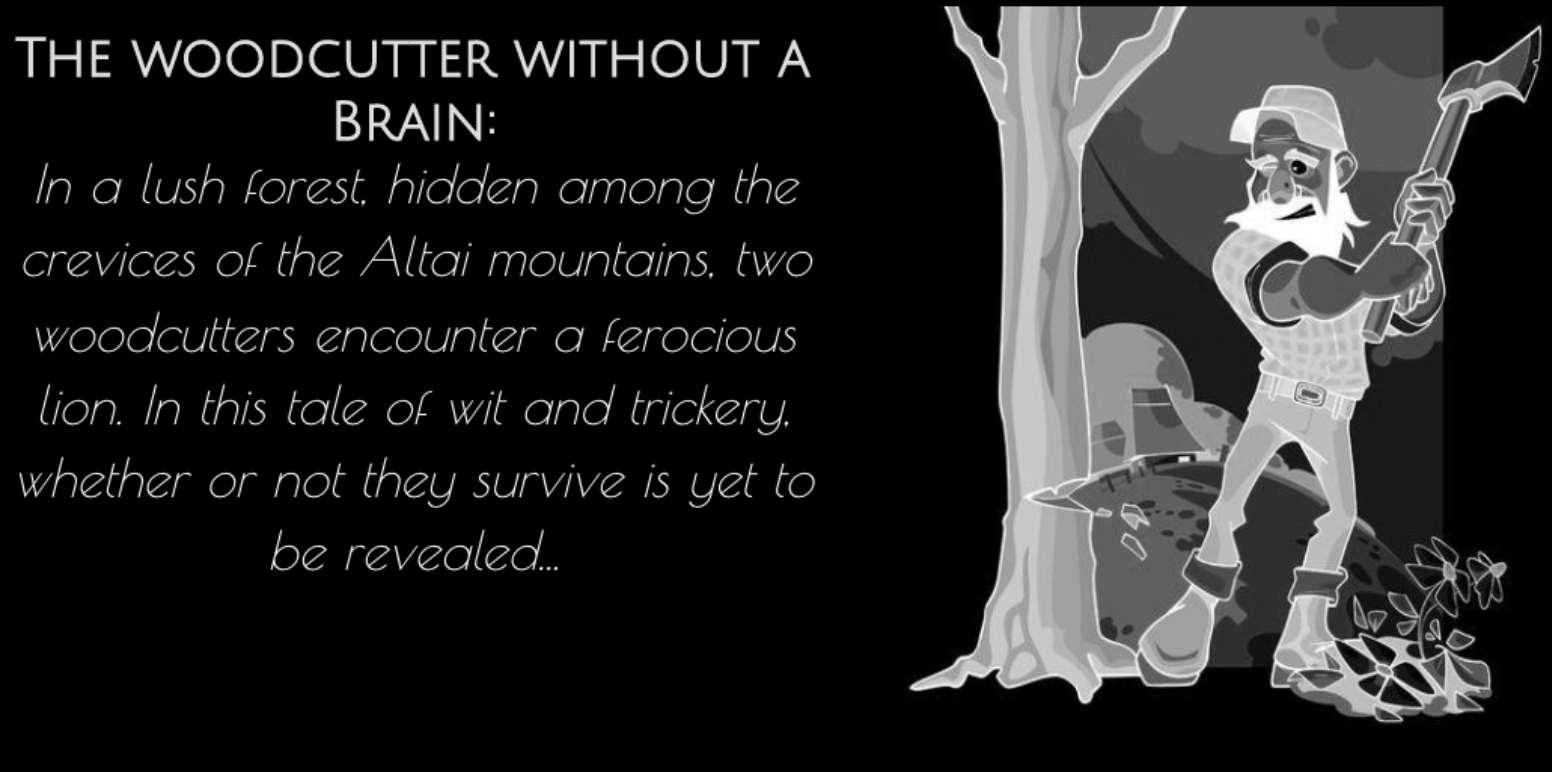 The woodcutter without a
Brain:
In a lush forest, hidden among the
crevices of the Altai mountains, two
woodcutters encounter a ferocious
lion. In this tale of wit and trickery,
whether or not they survive is yet to
be revealed...